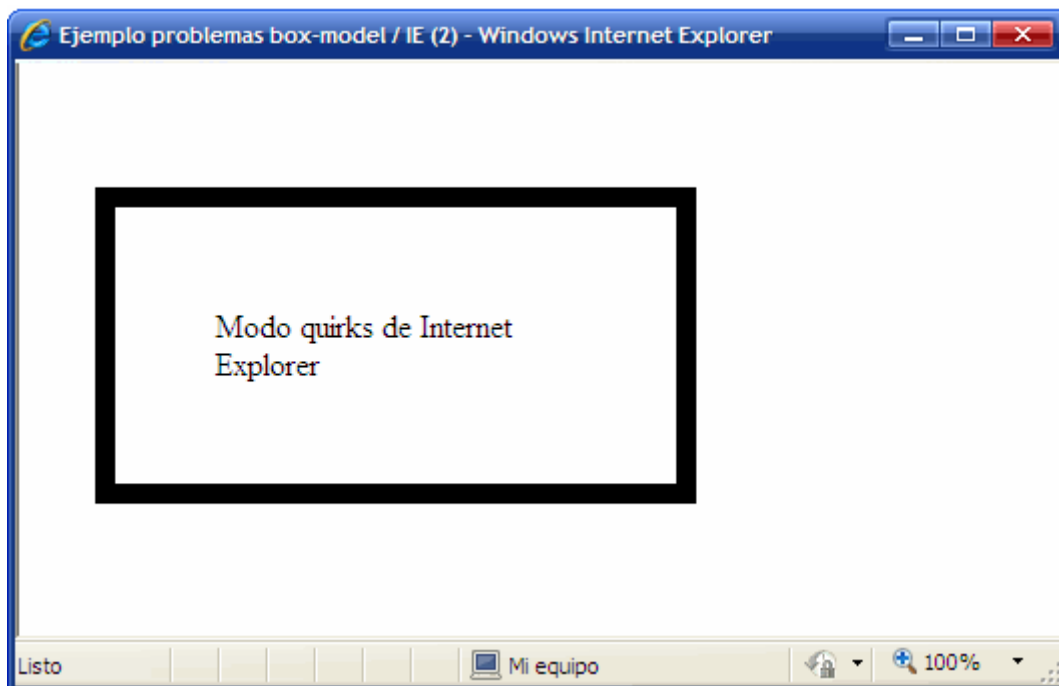 Ejemplo problemas box-model / IE (2) - Windows Internet Explorer
Modo quirks de Internet
Explorer
Listo
Mi equipo
100%